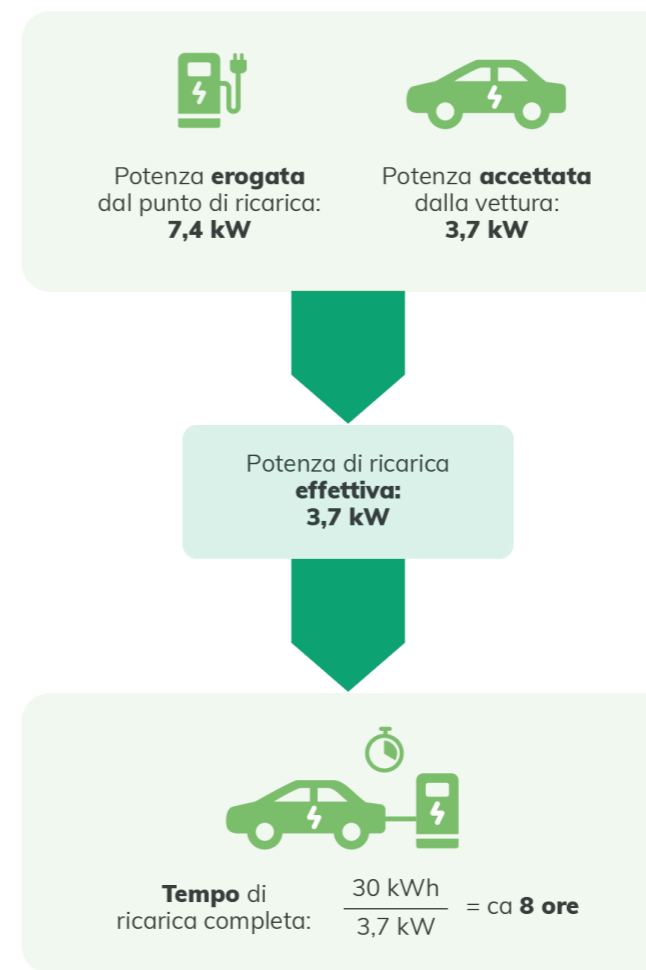 Potenza erogata
dal punto di ricarica:
7,4 kW
Potenza accettata
dalla vettura:
3,7 kW
Potenza di ricarica
effettiva:
3,7 kW
Tempo di
ricarica completa:
30 kWh
3,7 kW
= ca 8 ore